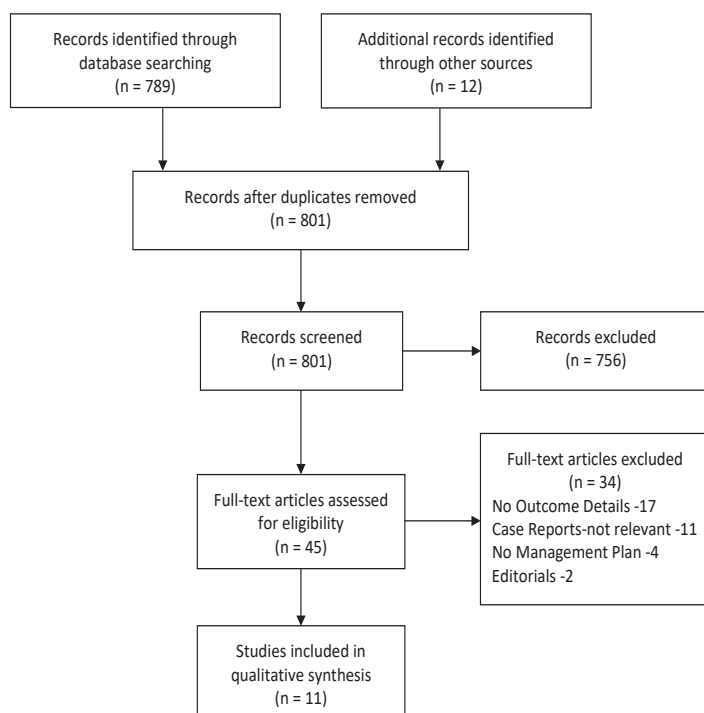 Records identified through
database searching
(n = 789)
Additional records identified
through other sources
(n = 12)
Records after duplicates removed
(n = 801)
Records screened
(n = 801)
Records excluded
(n = 756)
Full-text articles assessed
for eligibility
(n = 45)
Full-text articles excluded
(n = 34)
No Outcome Details -17
Case Reports-not relevant -11
No Management Plan -4
Editorials -2
Studies included in
qualitative synthesis
(n = 11)